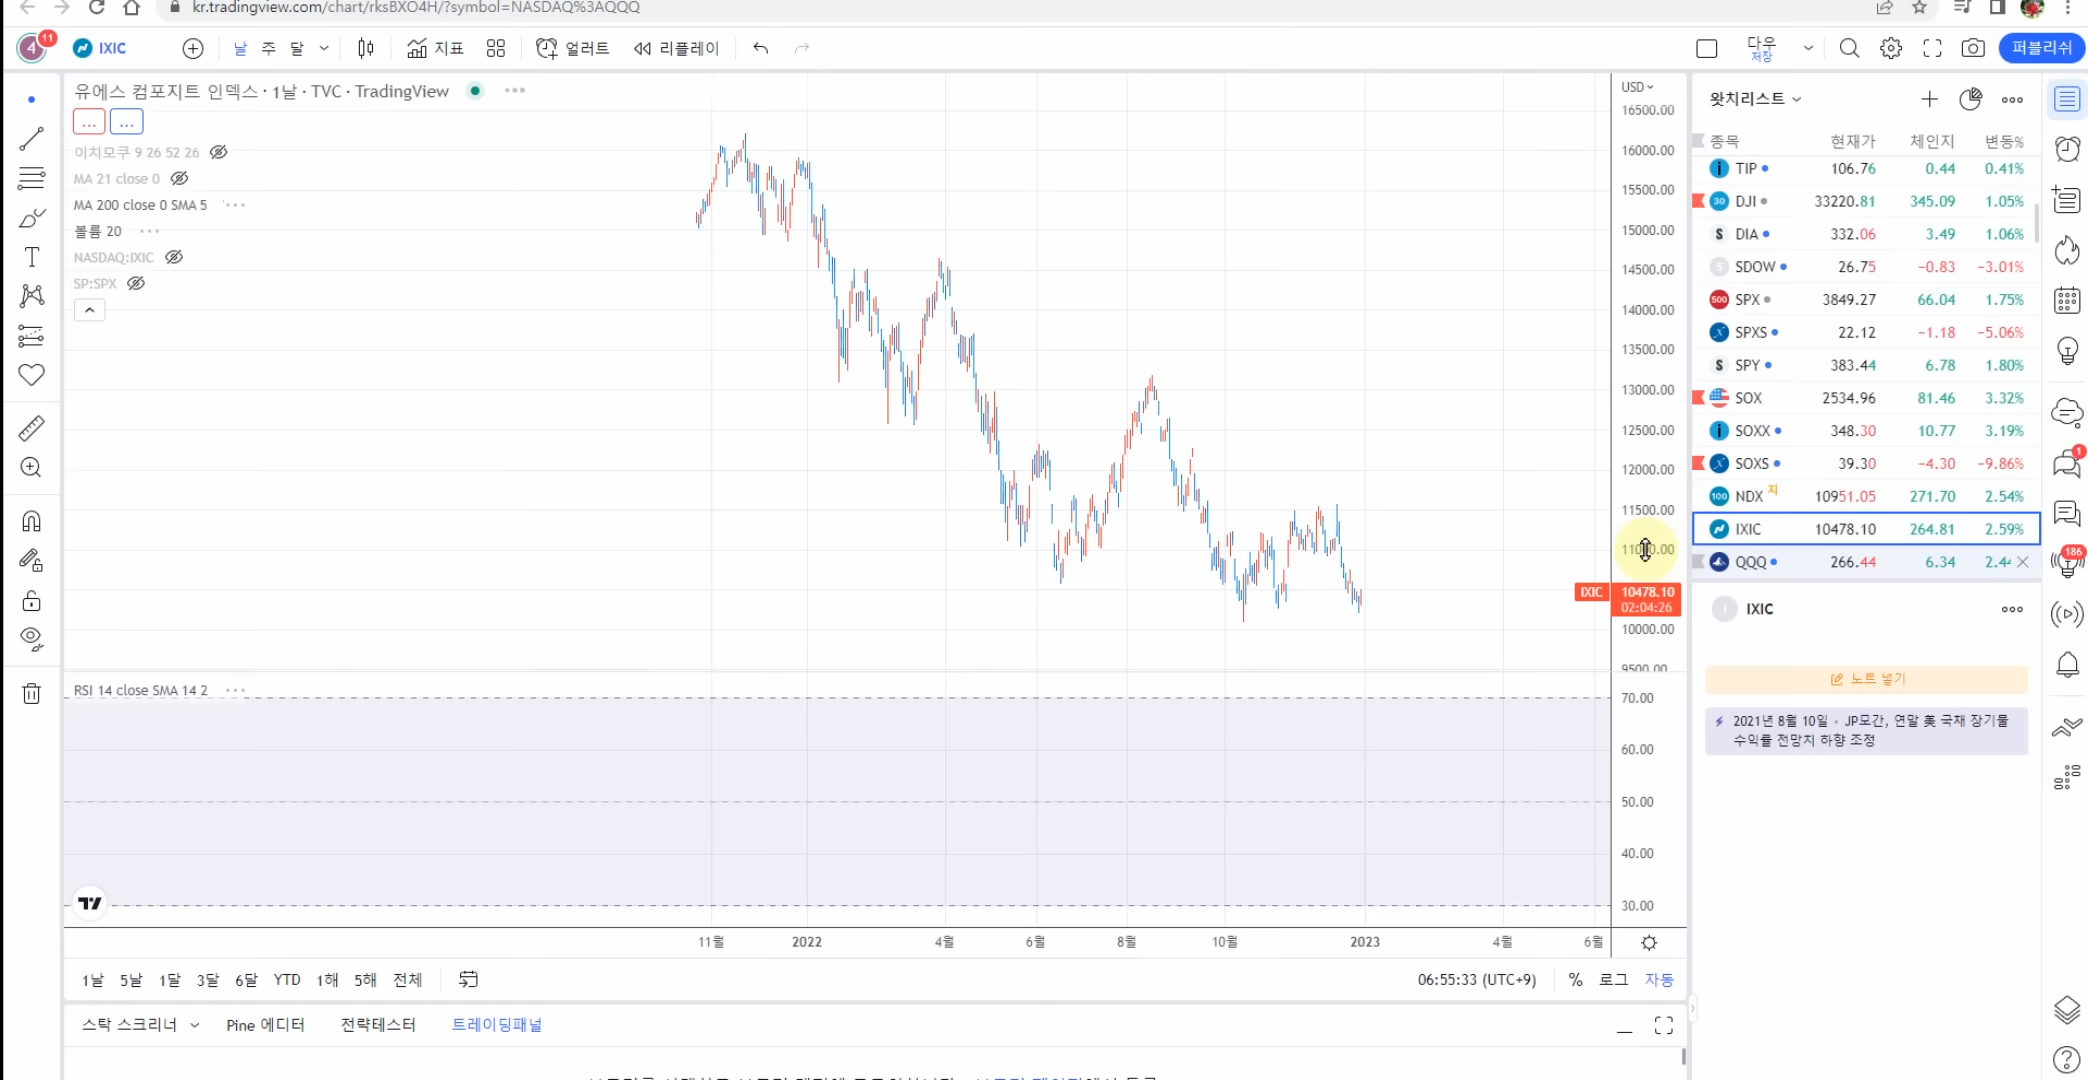 kr.tradingview.com/chart/rksBXO4H/?symbol=NASDAQ%3AQQQ
4 11 IXIC 날 주 달 지표 얼러트 리플레이 다우 저장 퍼블리쉬
유에스 컴포지트 인덱스 · 1날 · TVC · TradingView
이치모쿠 9 26 52 26
MA 21 close 0
MA 200 close 0 SMA 5
볼륨 20
NASDAQ:IXIC
SP:SPX
USD
16500.00
16000.00
15500.00
15000.00
14500.00
14000.00
13500.00
13000.00
12500.00
12000.00
11500.00
IXIC 10478.10
02:04:26
10000.00
9500.00
RSI 14 close SMA 14 2
70.00
60.00
50.00
40.00
30.00
11월 2022 4월 6월 8월 10월 2023 4월 6월
1날 5날 1달 3달 6달 YTD 1해 5해 전체 06:55:33 (UTC+9) % 로그 자동
스탁 스크리너 Pine 에디터 전략테스터 트레이딩패널
왓치리스트
종목 현재가 체인지 변동%
TIP 106.76 0.44 0.41%
30 DJI 33220.81 345.09 1.05%
S DIA 332.06 3.49 1.06%
S SDOW 26.75 −0.83 −3.01%
500 SPX 3849.27 66.04 1.75%
SPXS 22.12 −1.18 −5.06%
S SPY 383.44 6.78 1.80%
SOX 2534.96 81.46 3.32%
SOXX 348.30 10.77 3.19%
SOXS 39.30 −4.30 −9.86%
100 NDX 지 10951.05 271.70 2.54%
IXIC 10478.10 264.81 2.59%
QQQ 266.44 6.34
I IXIC
노트 넣기
2021년 8월 10일 · JP모간, 연말 美 국채 장기물
수익률 전망치 하향 조정
1
186